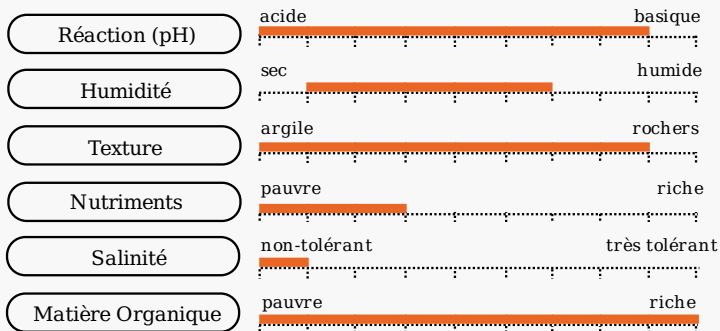 acide basique
Réaction (pH)
sec humide
Humidité
argile rochers
Texture
pauvre riche
Nutriments
non-tolérant très tolérant
Salinité
pauvre riche
Matière Organique